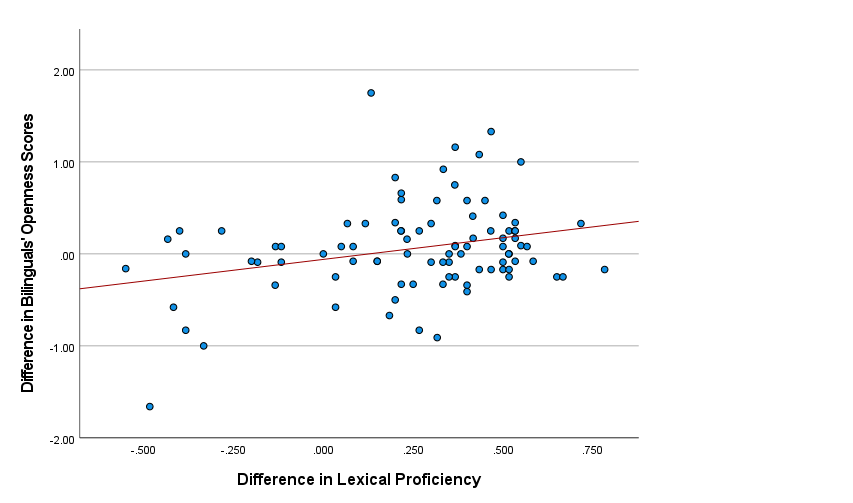 Difference in Bilinguals' Openness Scores
2.00
1.00
.00
-1.00
-2.00
-.500 -.250 .000 .250 .500 .750
Difference in Lexical Proficiency